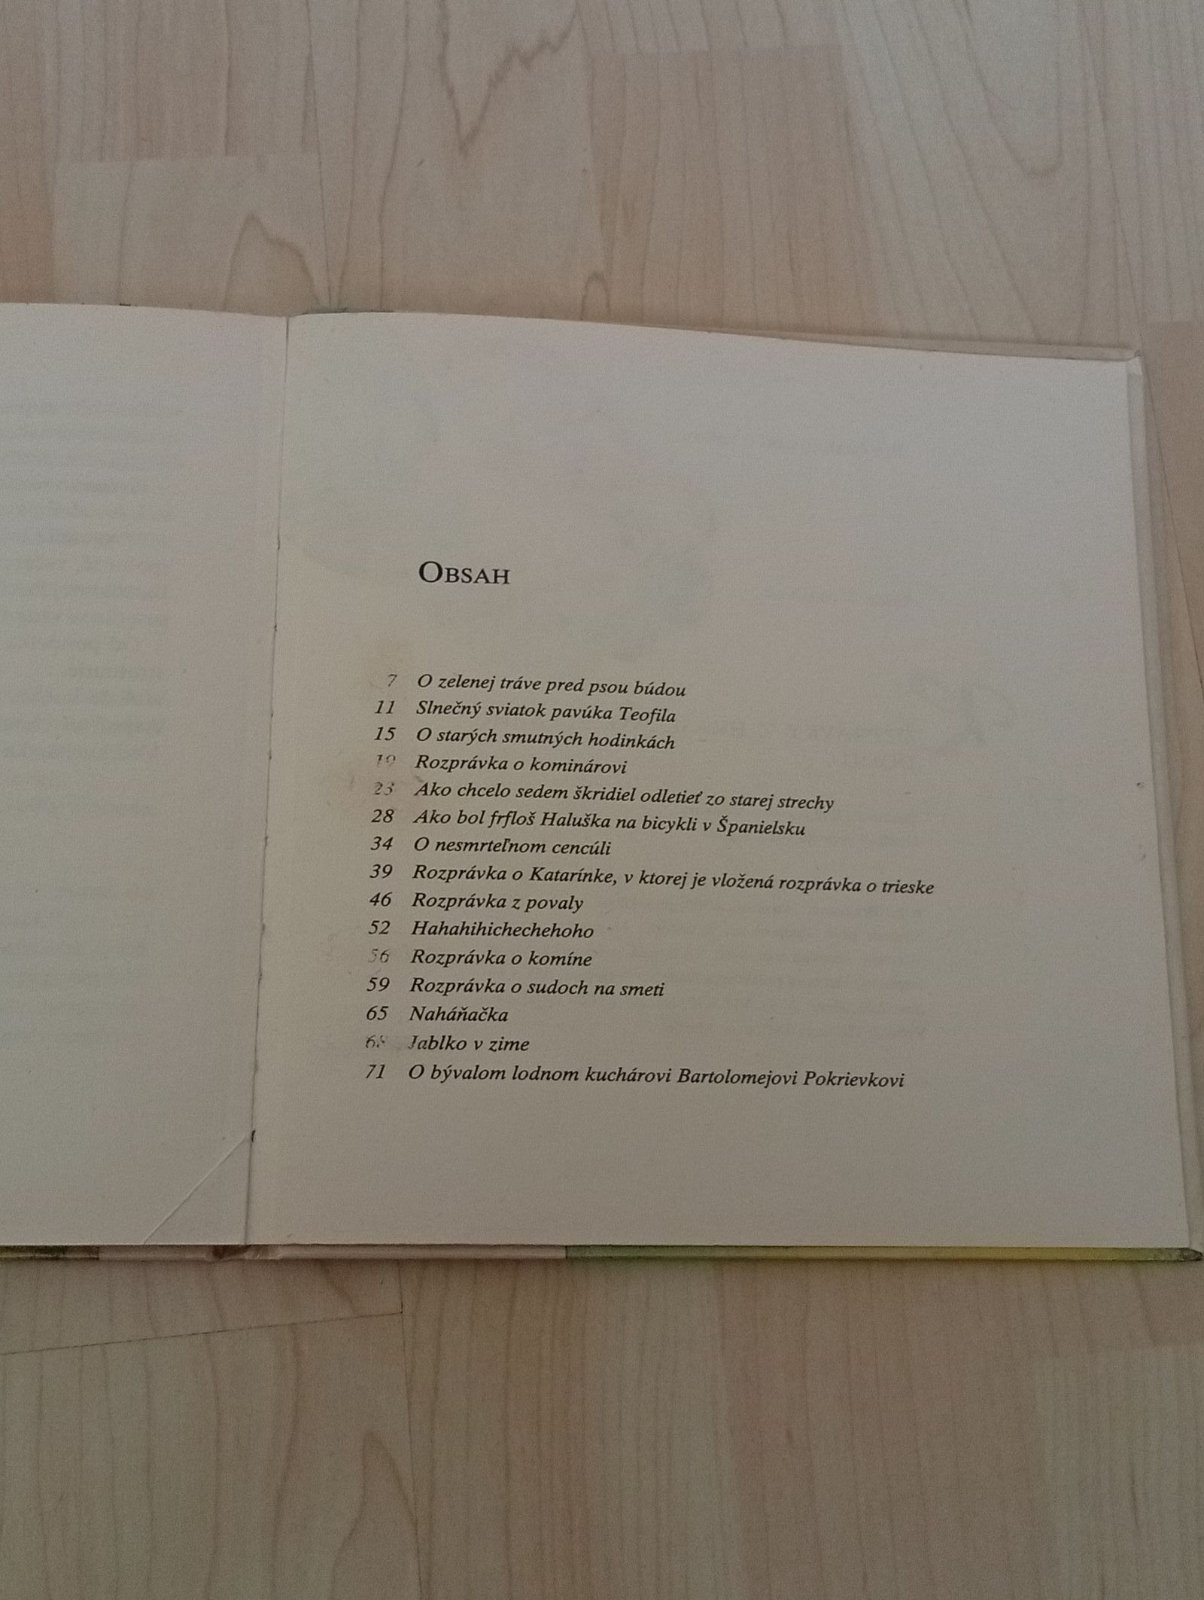 OBSAH
7 O zelenej tráve pred psou búdou
11 Slnečný sviatok pavúka Teofila
15 O starých smutných hodinkách
19 Rozprávka o kominárovi
23 Ako chcelo sedem škridiel odletieť zo starej strechy
28 Ako bol frfloš Haluška na bicykli v Španielsku
34 O nesmrteľnom cencúli
39 Rozprávka o Katarínke, v ktorej je vložená rozprávka o trieske
46 Rozprávka z povaly
52 Hahahihichechehoho
56 Rozprávka o komíne
59 Rozprávka o sudoch na smeti
65 Naháňačka
68 Jablko v zime
71 O bývalom lodnom kuchárovi Bartolomejovi Pokrievkovi